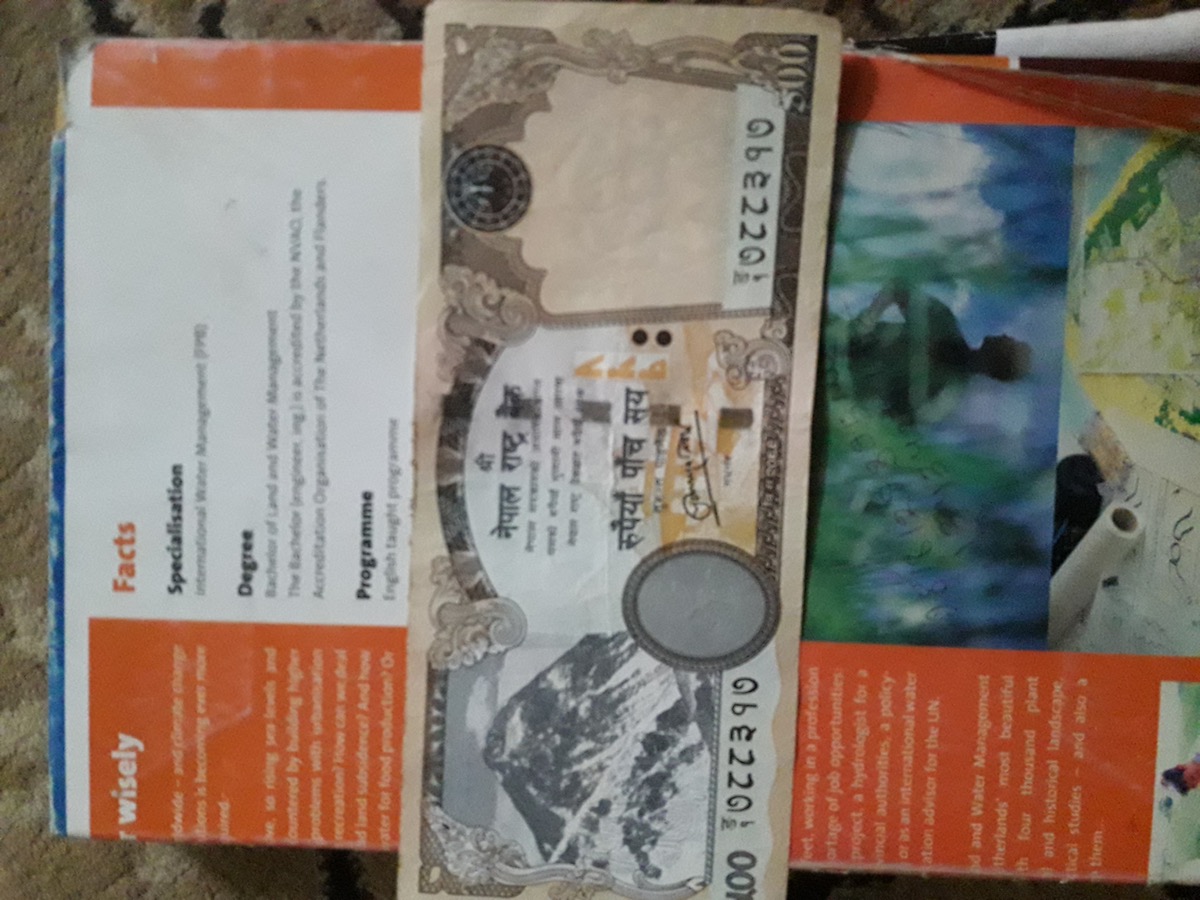 r wisely
ldwide – and climate change
tions is becoming ever more
uired.
ive, so rising sea levels and
ountered by building higher
problems with urbanisation
recreation? How can we deal
d land subsidence? And how
ater for food production? Or
Facts
Specialisation
International Water Management (FPB)
Degree
Bachelor of Land and Water Management
The Bachelor (engineer, ing.) is accredited by the NVAO, the
Accreditation Organisation of The Netherlands and Flanders.
Programme
English taught programme
श्री
नेपाल राष्ट्र बैंक
रुपैयाँ पाँच सय
५००
७८८३१७
७८८३१७
500
eet, working in a profession
ortage of job opportunities:
project, a hydrologist for a
vincial authorities, a policy-
or as an international water
ation advisor for the UN.
nd and Water Management
therlands' most beautiful
th four thousand plant
and historical landscape,
tical studies – and also a
them.